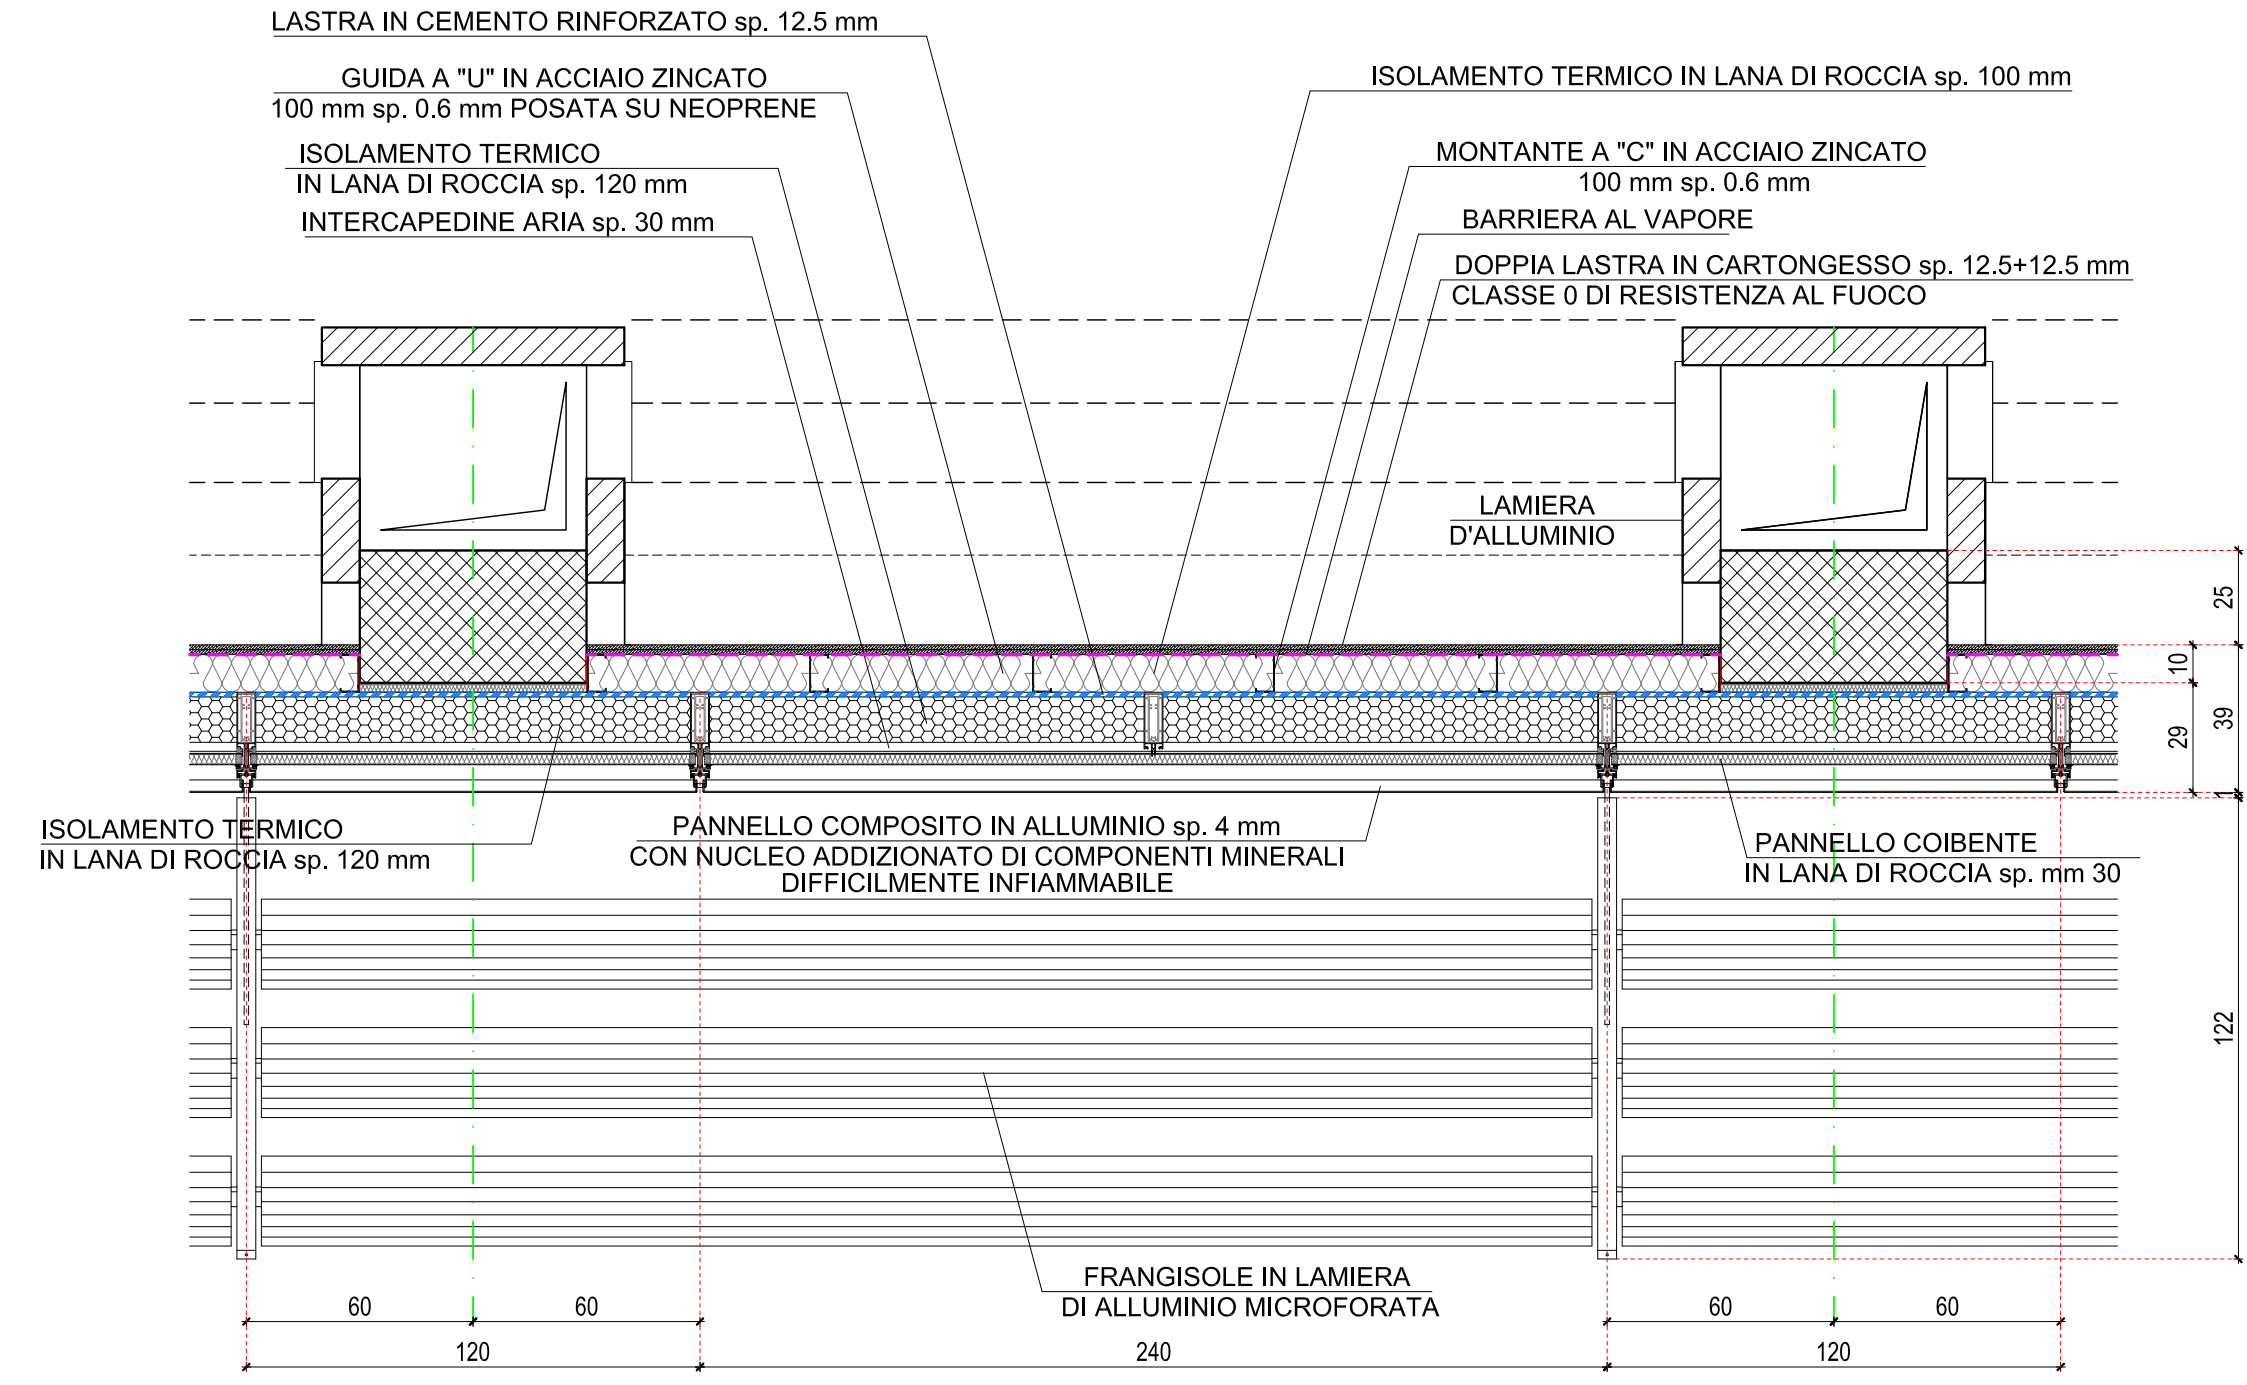 LASTRA IN CEMENTO RINFORZATO sp. 12.5 mm
GUIDA A "U" IN ACCIAIO ZINCATO
100 mm sp. 0.6 mm POSATA SU NEOPRENE
ISOLAMENTO TERMICO
IN LANA DI ROCCIA sp. 120 mm
INTERCAPEDINE ARIA sp. 30 mm
ISOLAMENTO TERMICO IN LANA DI ROCCIA sp. 100 mm
MONTANTE A "C" IN ACCIAIO ZINCATO
100 mm sp. 0.6 mm
BARRIERA AL VAPORE
DOPPIA LASTRA IN CARTONGESSO sp. 12.5+12.5 mm
CLASSE 0 DI RESISTENZA AL FUOCO
LAMIERA
D'ALLUMINIO
25
10
39
29
1
122
ISOLAMENTO TERMICO
IN LANA DI ROCCIA sp. 120 mm
PANNELLO COMPOSITO IN ALLUMINIO sp. 4 mm
CON NUCLEO ADDIZIONATO DI COMPONENTI MINERALI
DIFFICILMENTE INFIAMMABILE
PANNELLO COIBENTE
IN LANA DI ROCCIA sp. mm 30
FRANGISOLE IN LAMIERA
DI ALLUMINIO MICROFORATA
60 60 60 60
120 240 120